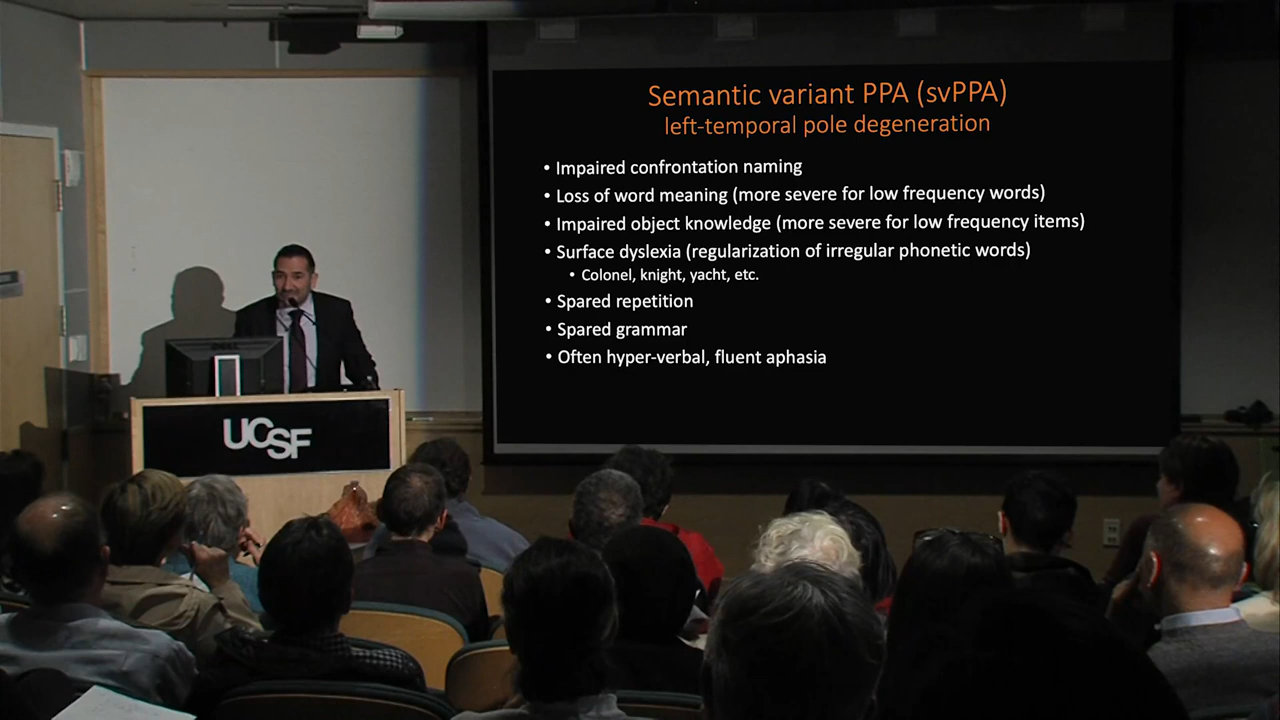 Semantic variant PPA (svPPA)
left-temporal pole degeneration
• Impaired confrontation naming
• Loss of word meaning (more severe for low frequency words)
• Impaired object knowledge (more severe for low frequency items)
• Surface dyslexia (regularization of irregular phonetic words)
• Colonel, knight, yacht, etc.
• Spared repetition
• Spared grammar
• Often hyper-verbal, fluent aphasia
DELL
UCSF